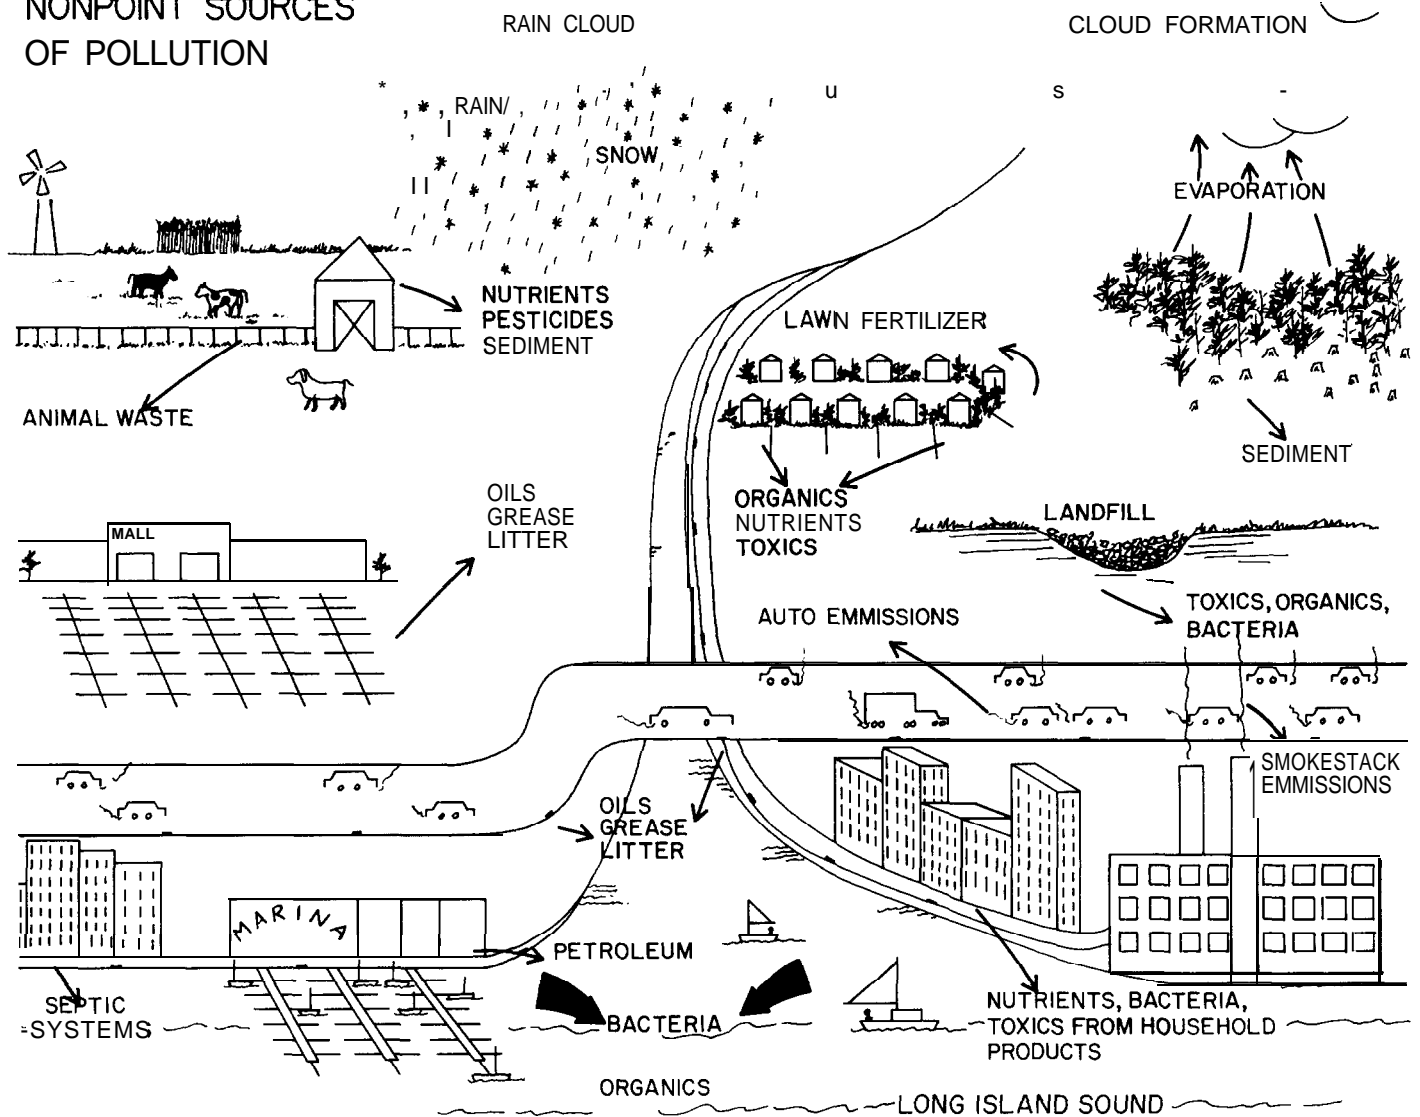 NONPOINT SOURCES
OF POLLUTION
RAIN CLOUD
CLOUD FORMATION
RAIN/
SNOW
EVAPORATION
NUTRIENTS
PESTICIDES
SEDIMENT
LAWN FERTILIZER
ANIMAL WASTE
SEDIMENT
OILS
GREASE
LITTER
MALL
ORGANICS
NUTRIENTS
TOXICS
LANDFILL
TOXICS, ORGANICS,
BACTERIA
AUTO EMMISSIONS
SMOKESTACK
EMMISSIONS
OILS
GREASE
LITTER
MARINA
PETROLEUM
SEPTIC
SYSTEMS
BACTERIA
NUTRIENTS, BACTERIA,
TOXICS FROM HOUSEHOLD
PRODUCTS
ORGANICS
LONG ISLAND SOUND